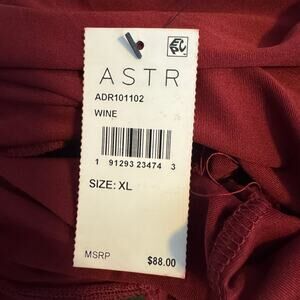 ASTR
ADR101102
WINE
1 91293 23474 3
SIZE: XL
MSRP $88.00